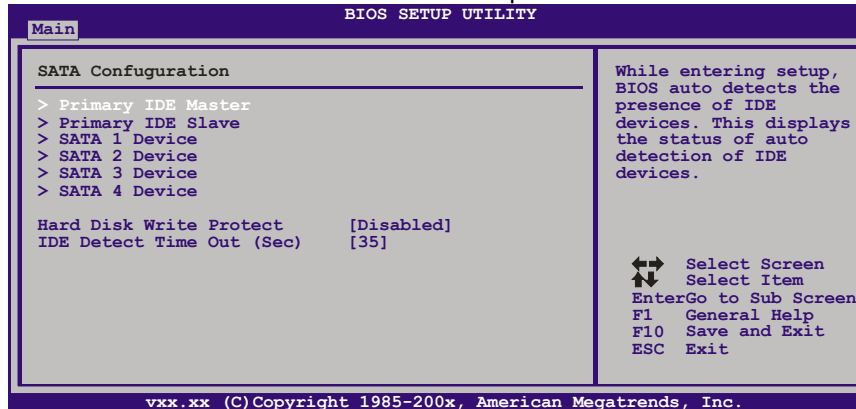 BIOS SETUP UTILITY
Main
SATA Confuguration
> Primary IDE Master
> Primary IDE Slave
> SATA 1 Device
> SATA 2 Device
> SATA 3 Device
> SATA 4 Device
Hard Disk Write Protect [Disabled]
IDE Detect Time Out (Sec) [35]
While entering setup,
BIOS auto detects the
presence of IDE
devices. This displays
the status of auto
detection of IDE
devices.
Select Screen
Select Item
EnterGo to Sub Screen
F1 General Help
F10 Save and Exit
ESC Exit
vxx.xx (C)Copyright 1985-200x, American Megatrends, Inc.